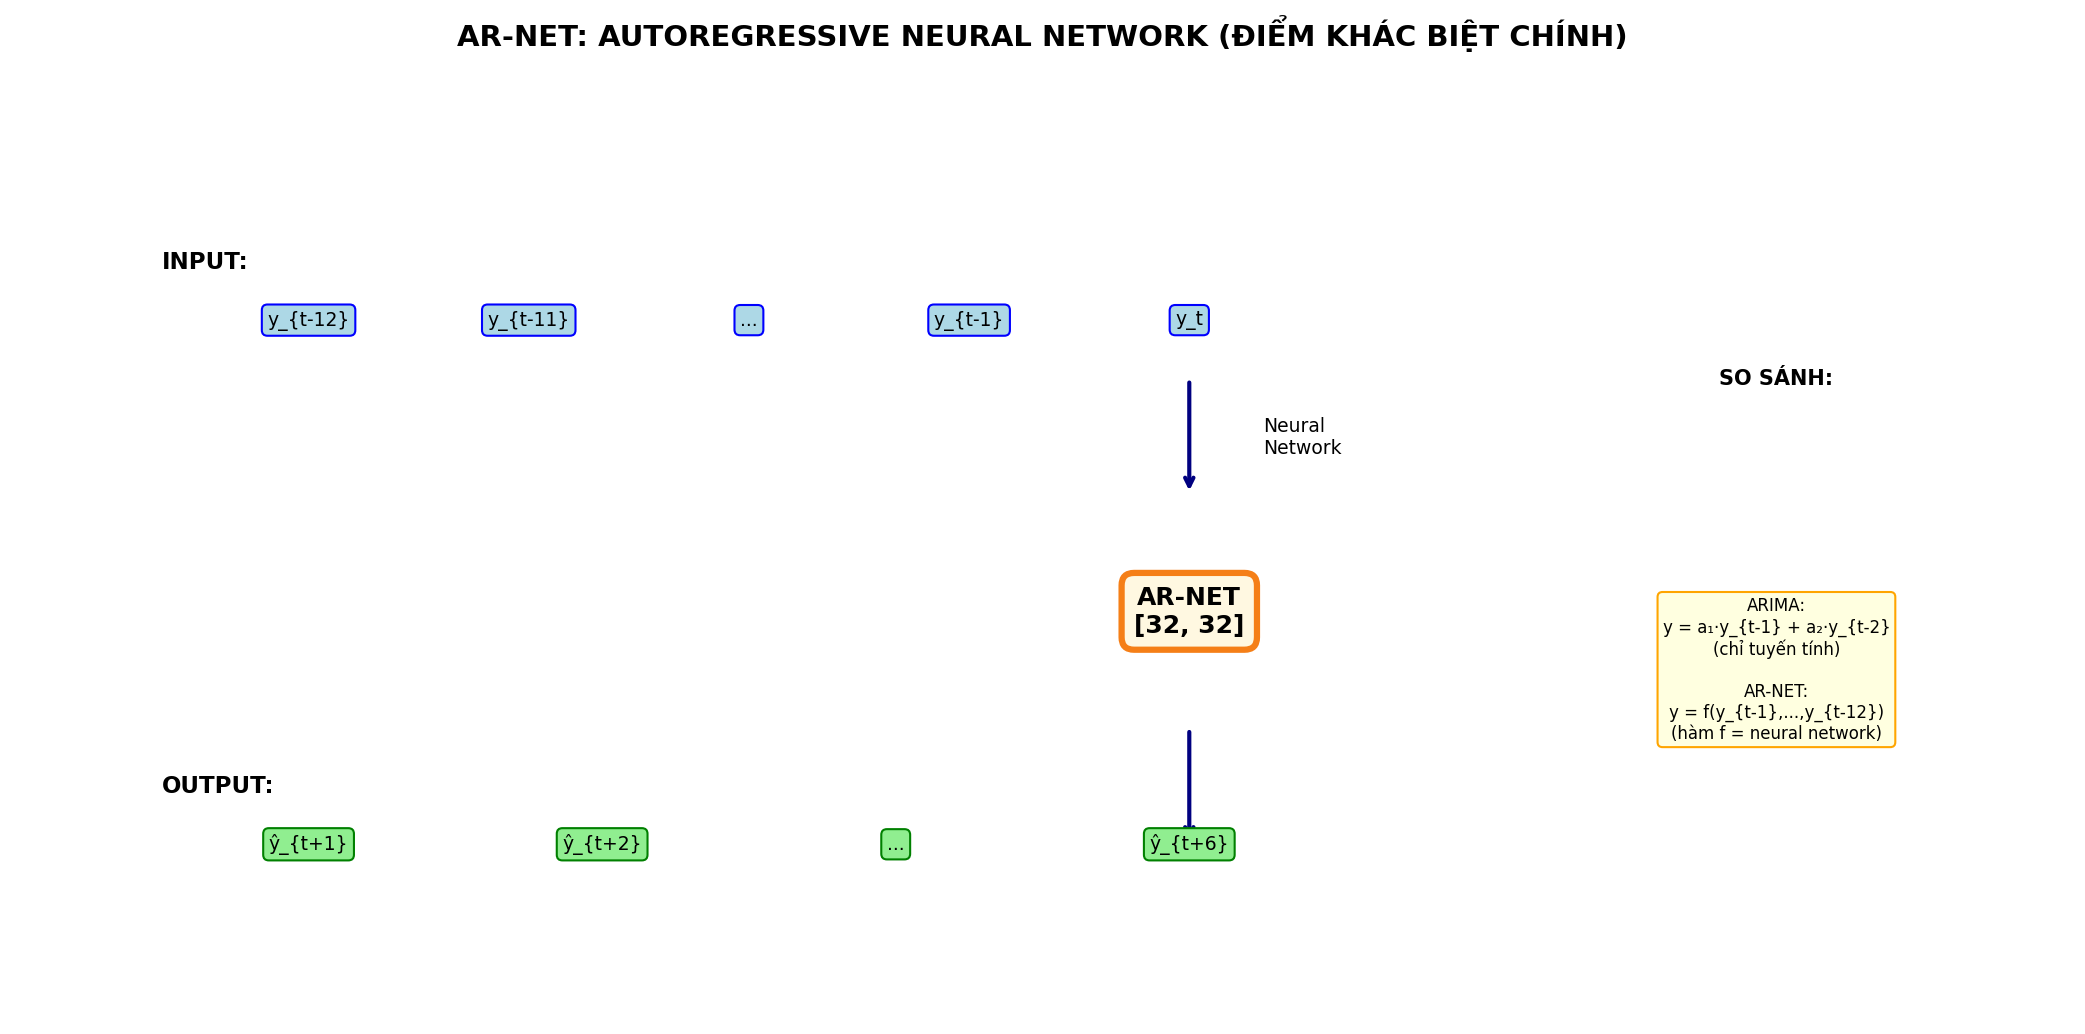 AR-NET: AUTOREGRESSIVE NEURAL NETWORK (ĐIỂM KHÁC BIỆT CHÍNH)
INPUT:
y_{t-12} y_{t-11} ... y_{t-1} y_t
Neural
Network
AR-NET
[32, 32]
OUTPUT:
ŷ_{t+1} ŷ_{t+2} ... ŷ_{t+6}
SO SÁNH:
ARIMA:
y = a₁·y_{t-1} + a₂·y_{t-2}
(chỉ tuyến tính)
AR-NET:
y = f(y_{t-1},...,y_{t-12})
(hàm f = neural network)